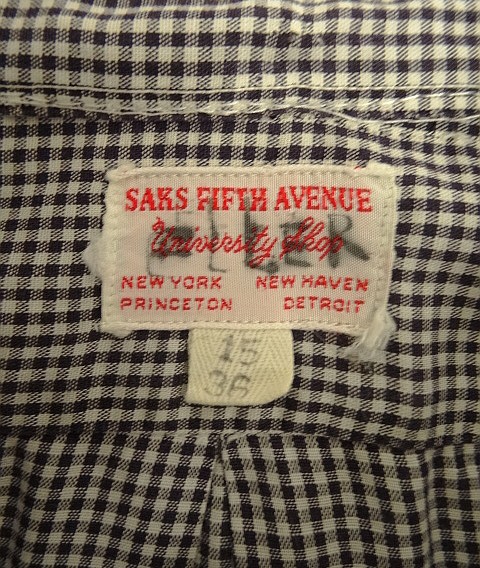 SAKS FIFTH AVENUE
University Shop
NEW YORK NEW HAVEN
PRINCETON DETROIT
15
36